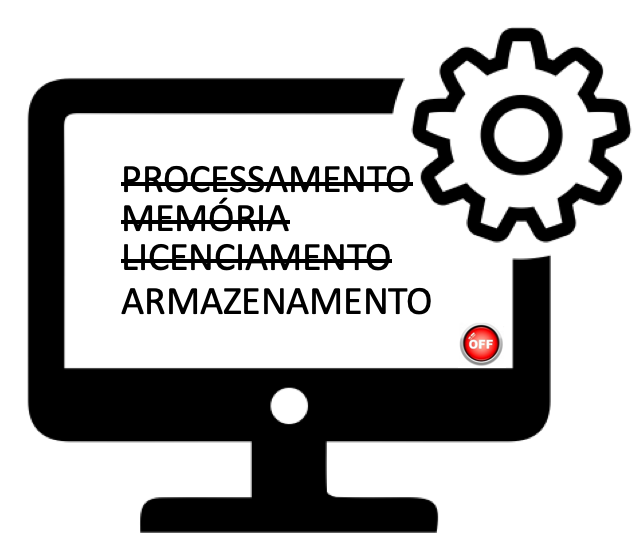 PROCESSAMENTO
MEMÓRIA
LICENCIAMENTO
ARMAZENAMENTO
OFF